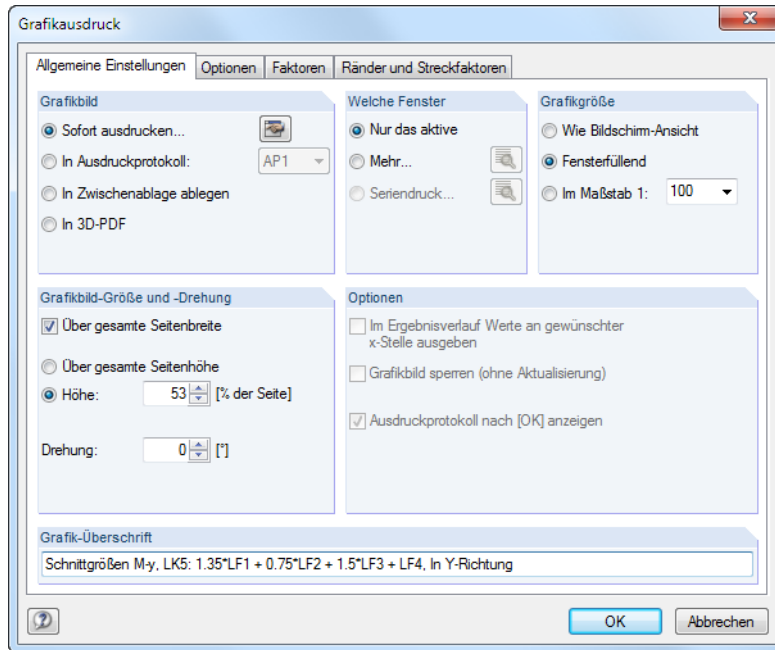 Grafikausdruck
Allgemeine Einstellungen Optionen Faktoren Ränder und Streckfaktoren
Grafikbild
Sofort ausdrucken...
In Ausdruckprotokoll: AP1
In Zwischenablage ablegen
In 3D-PDF
Welche Fenster
Nur das aktive
Mehr...
Seriendruck...
Grafikgröße
Wie Bildschirm-Ansicht
Fensterfüllend
Im Maßstab 1: 100
Grafikbild-Größe und -Drehung
Über gesamte Seitenbreite
Über gesamte Seitenhöhe
Höhe: 53 [% der Seite]
Drehung: 0 [°]
Optionen
Im Ergebnisverlauf Werte an gewünschter
x-Stelle ausgeben
Grafikbild sperren (ohne Aktualisierung)
Ausdruckprotokoll nach [OK] anzeigen
Grafik-Überschrift
Schnittgrößen M-y, LK5: 1.35*LF1 + 0.75*LF2 + 1.5*LF3 + LF4, In Y-Richtung
OK Abbrechen